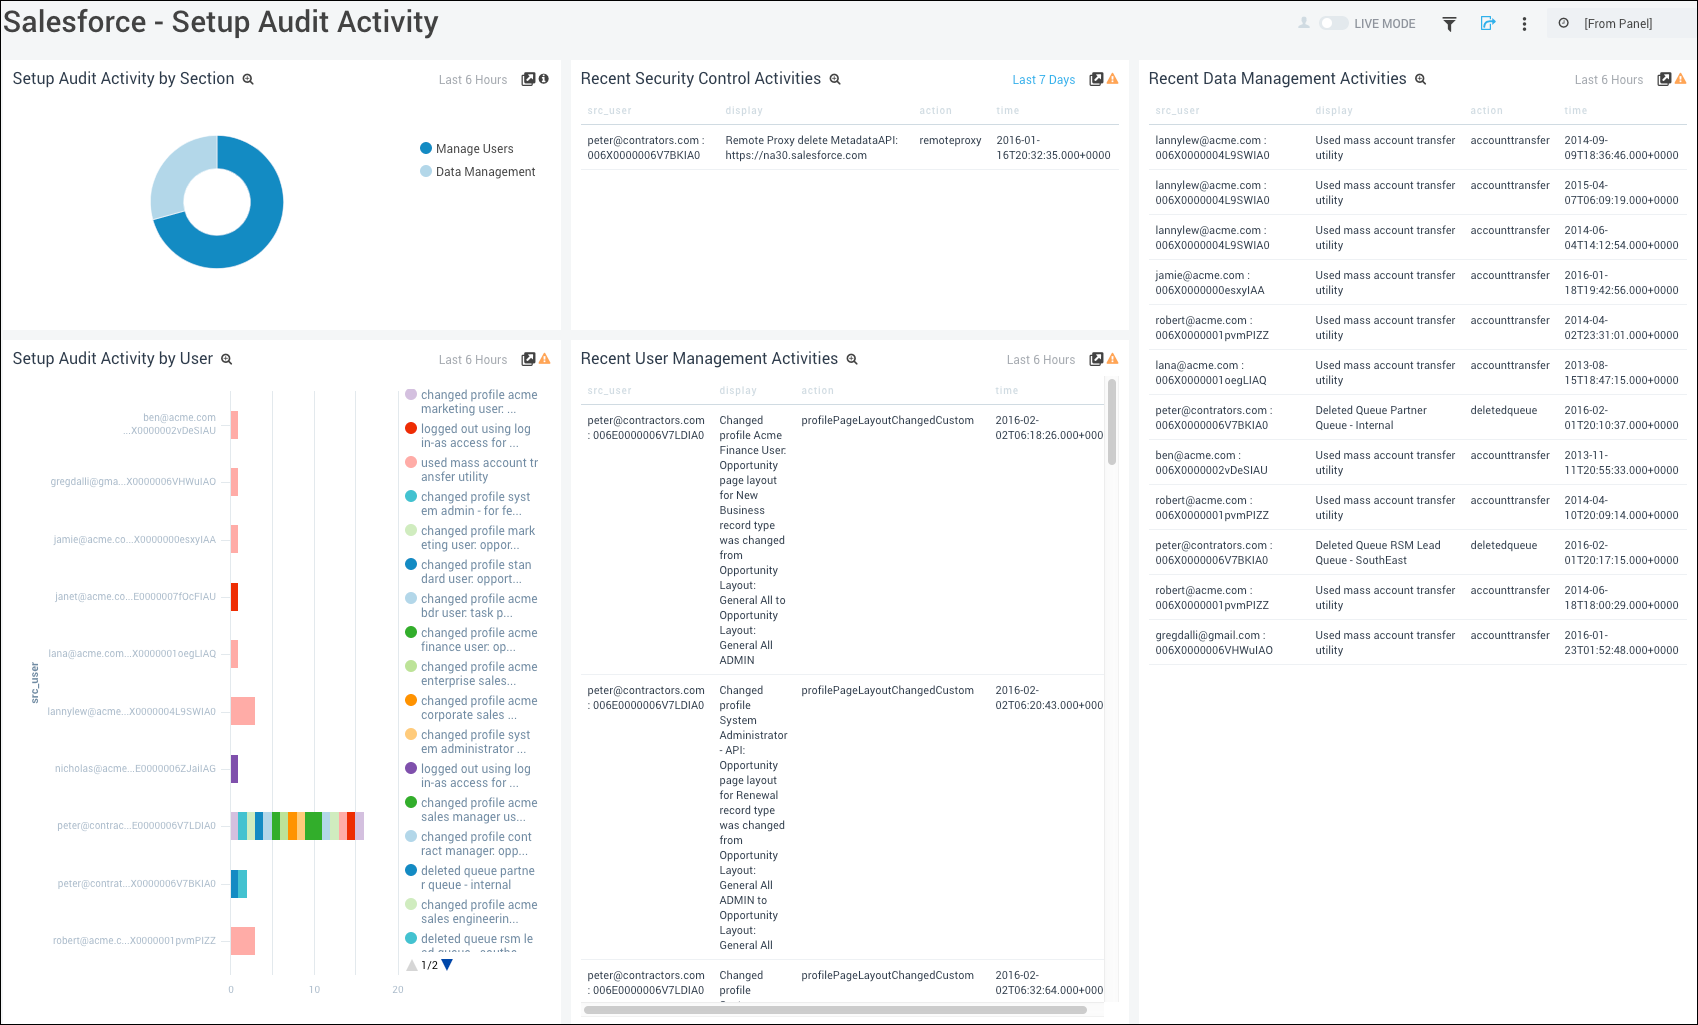 Salesforce - Setup Audit Activity
LIVE MODE
[From Panel]
Setup Audit Activity by Section
Last 6 Hours
Manage Users
Data Management
Recent Security Control Activities
Last 7 Days
src_user display action time
peter@contrators.com : Remote Proxy delete MetadataAPI: remoteproxy 2016-01-
006X0000006V7BKIA0 https://na30.salesforce.com 16T20:32:35.000+0000
Recent Data Management Activities
Last 6 Hours
src_user display action time
lannylew@acme.com : Used mass account transfer accounttransfer 2014-09-
006X0000004L9SWIA0 utility 09T18:36:46.000+0000
lannylew@acme.com : Used mass account transfer accounttransfer 2015-04-
006X0000004L9SWIA0 utility 07T06:09:19.000+0000
lannylew@acme.com : Used mass account transfer accounttransfer 2014-06-
006X0000004L9SWIA0 utility 04T14:12:54.000+0000
jamie@acme.com : Used mass account transfer accounttransfer 2016-01-
006X0000000esxyIAA utility 18T19:42:56.000+0000
robert@acme.com : Used mass account transfer accounttransfer 2014-04-
006X0000001pvmPIZZ utility 02T23:31:01.000+0000
lana@acme.com : Used mass account transfer accounttransfer 2013-08-
006X0000001oegLIAQ utility 15T18:47:15.000+0000
peter@contrators.com : Deleted Queue Partner deletedqueue 2016-02-
006X0000006V7BKIA0 Queue - Internal 01T20:10:37.000+0000
ben@acme.com : Used mass account transfer accounttransfer 2013-11-
006X0000002vDeSIAU utility 11T20:55:33.000+0000
robert@acme.com : Used mass account transfer accounttransfer 2014-04-
006X0000001pvmPIZZ utility 10T20:09:14.000+0000
peter@contrators.com : Deleted Queue RSM Lead deletedqueue 2016-02-
006X0000006V7BKIA0 Queue - SouthEast 01T20:17:15.000+0000
robert@acme.com : Used mass account transfer accounttransfer 2014-06-
006X0000001pvmPIZZ utility 18T18:00:29.000+0000
gregdalli@gmail.com : Used mass account transfer accounttransfer 2016-01-
006X0000006VHWuIAO utility 23T01:52:48.000+0000
Setup Audit Activity by User
Last 6 Hours
src_user
ben@acme.com
...X0000002vDeSIAU
gregdalli@gma...X0000006VHWuIAO
jamie@acme.co...X0000000esxyIAA
janet@acme.co...E0000007fOcFIAU
lana@acme.com...X0000001oegLIAQ
lannylew@acme...X0000004L9SWIA0
nicholas@acme...E0000006ZJaiIAG
peter@contrac...E0000006V7LDIA0
peter@contrat...X0000006V7BKIA0
robert@acme.c...X0000001pvmPIZZ
0 10 20
changed profile acme
marketing user: ...
logged out using log
in-as access for ...
used mass account tr
ansfer utility
changed profile syst
em admin - for fe...
changed profile mark
eting user: oppor...
changed profile stan
dard user: opport...
changed profile acme
bdr user: task p...
changed profile acme
finance user: op...
changed profile acme
enterprise sales...
changed profile acme
corporate sales ...
changed profile syst
em administrator ...
logged out using log
in-as access for ...
changed profile acme
sales manager us...
changed profile cont
ract manager: opp...
deleted queue partne
r queue - internal
changed profile acme
sales engineerin...
deleted queue rsm le
1/2
Recent User Management Activities
Last 6 Hours
src_user display action time
peter@contractors.com Changed profilePageLayoutChangedCustom 2016-02-
: 006E0000006V7LDIA0 profile Acme 02T06:18:26.000+000
Finance User:
Opportunity
page layout
for New
Business
record type
was changed
from
Opportunity
Layout:
General All to
Opportunity
Layout:
General All
ADMIN
peter@contractors.com Changed profilePageLayoutChangedCustom 2016-02-
: 006E0000006V7LDIA0 profile 02T06:20:43.000+000
System
Administrator
- API:
Opportunity
page layout
for Renewal
record type
was changed
from
Opportunity
Layout:
General All
ADMIN to
Opportunity
Layout:
General All
peter@contractors.com Changed profilePageLayoutChangedCustom 2016-02-
: 006E0000006V7LDIA0 profile 02T06:32:64.000+000